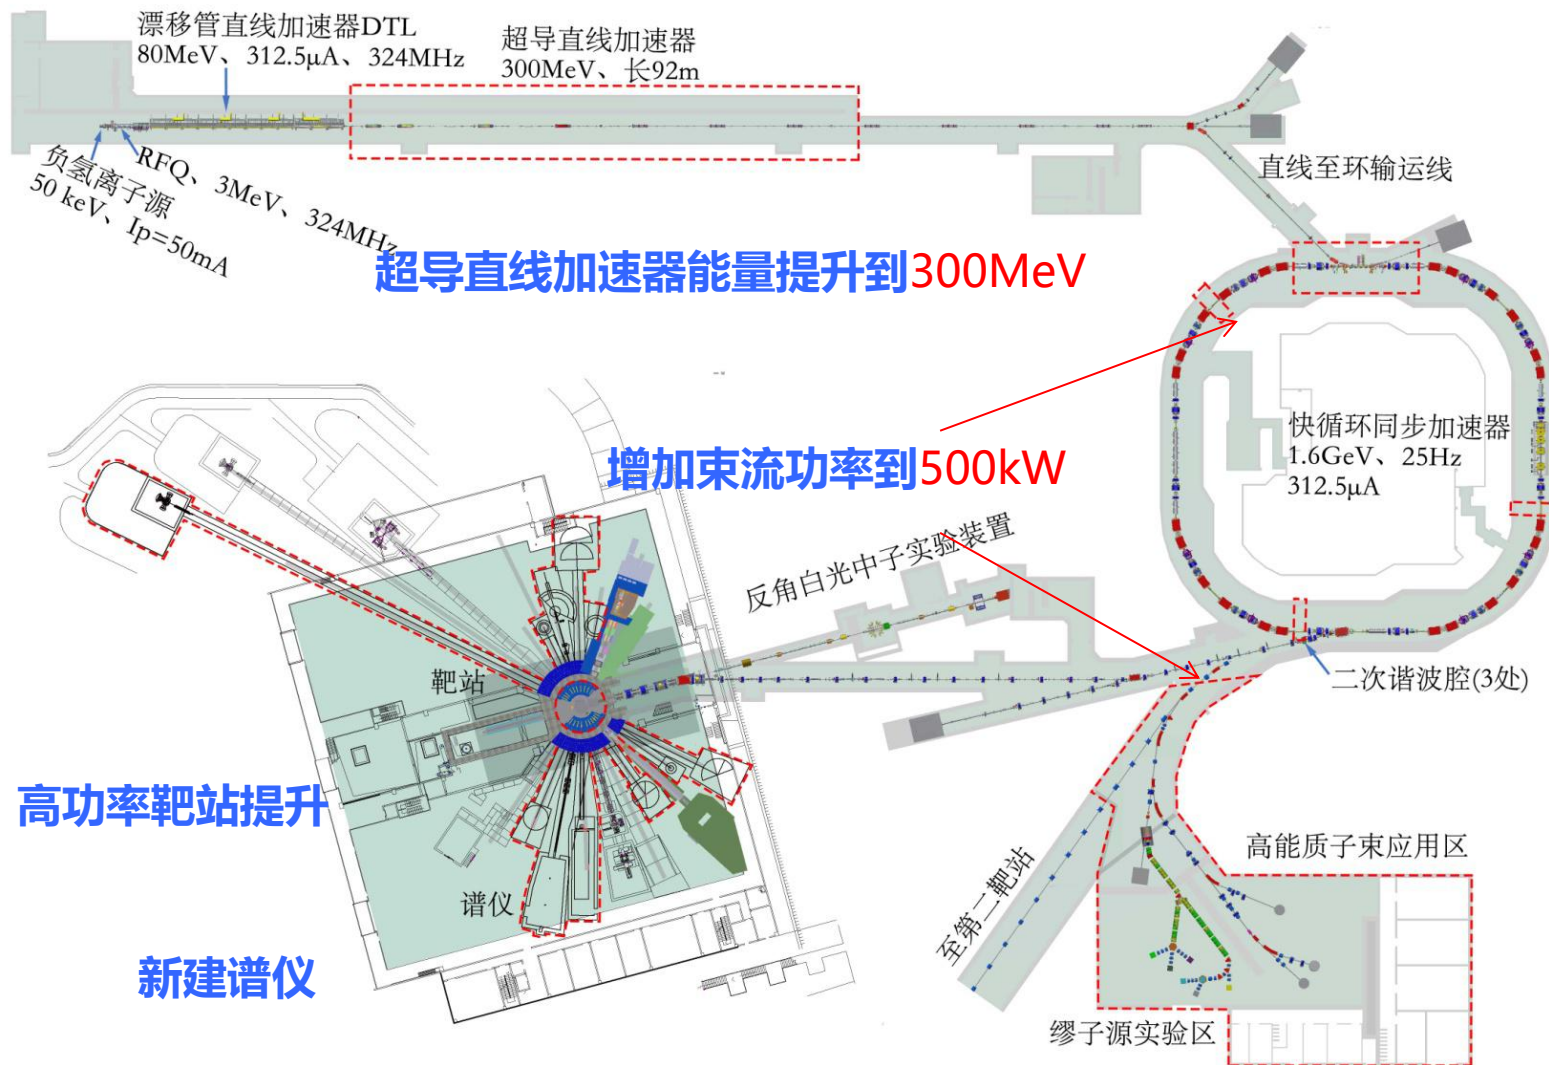 漂移管直线加速器DTL
80MeV、312.5μA、324MHz
超导直线加速器
300MeV、长92m
负氢离子源
50 keV、Ip=50mA
RFQ、3MeV、324MHz
直线至环输运线
超导直线加速器能量提升到300MeV
快循环同步加速器
1.6GeV、25Hz
312.5μA
增加束流功率到500kW
反角白光中子实验装置
靶站
二次谐波腔(3处)
高功率靶站提升
高能质子束应用区
谱仪
至第二靶站
新建谱仪
缪子源实验区